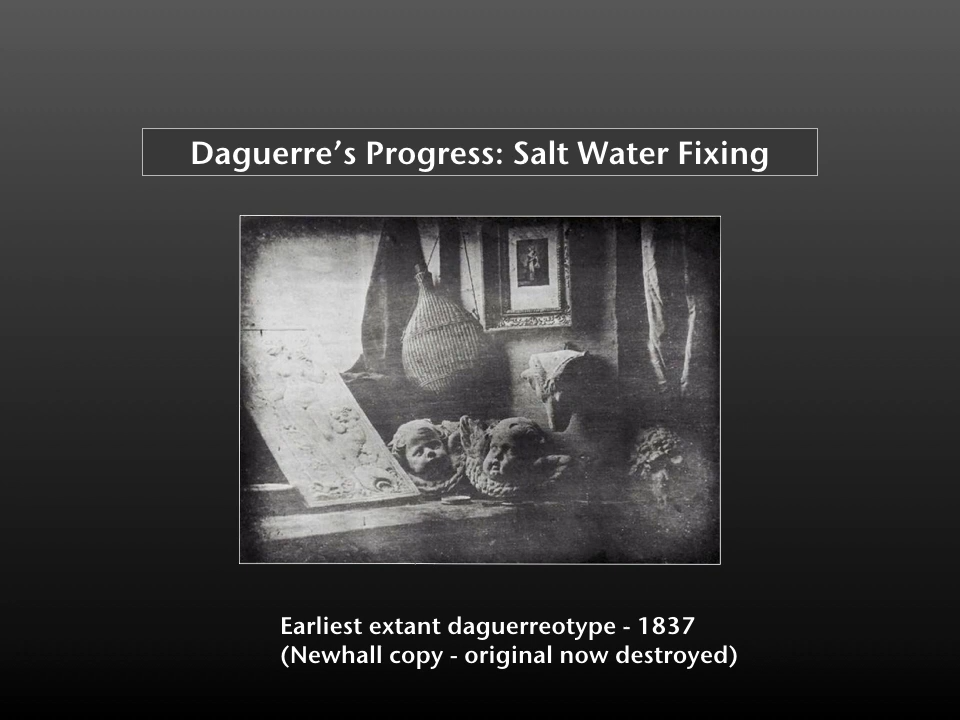 Daguerre’s Progress: Salt Water Fixing
Earliest extant daguerreotype - 1837
(Newhall copy - original now destroyed)